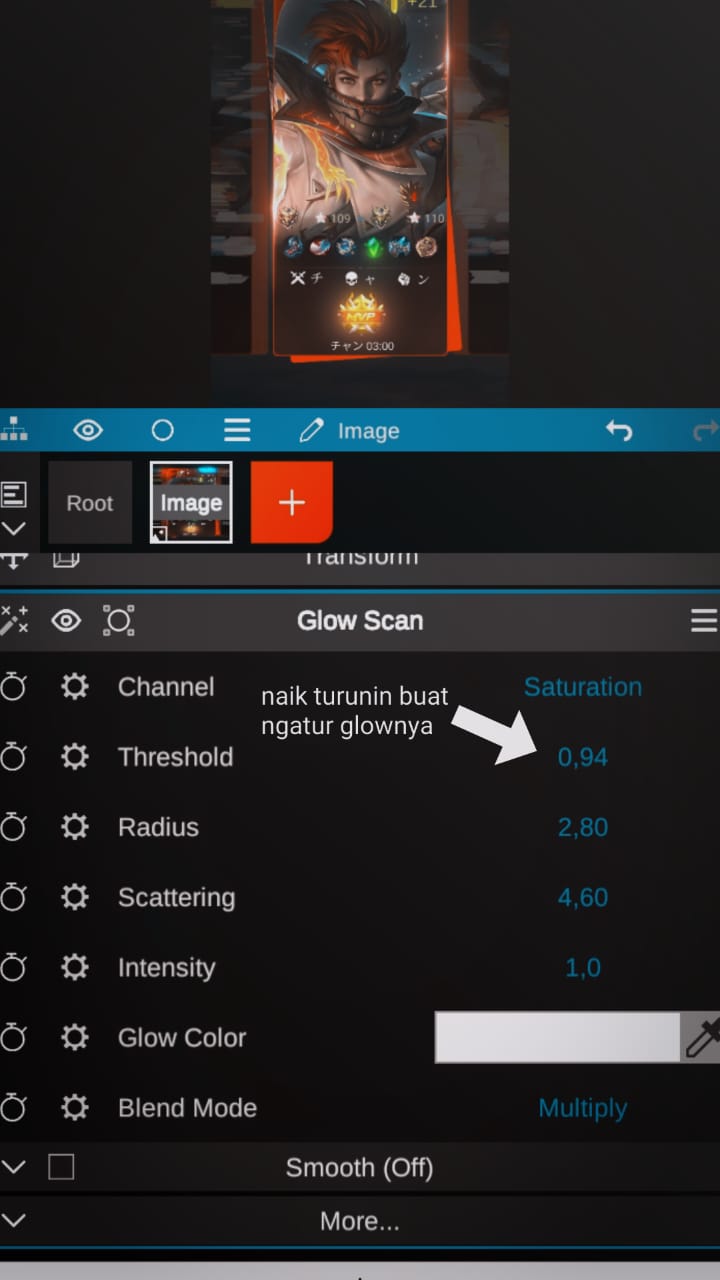 +21
109
110
チ
ャ
ン
MVP
チャン 03:00
Image
Root
Image
Transform
Glow Scan
Channel
Saturation
naik turunin buat
ngatur glownya
Threshold
0,94
Radius
2,80
Scattering
4,60
Intensity
1,0
Glow Color
Blend Mode
Multiply
Smooth (Off)
More...